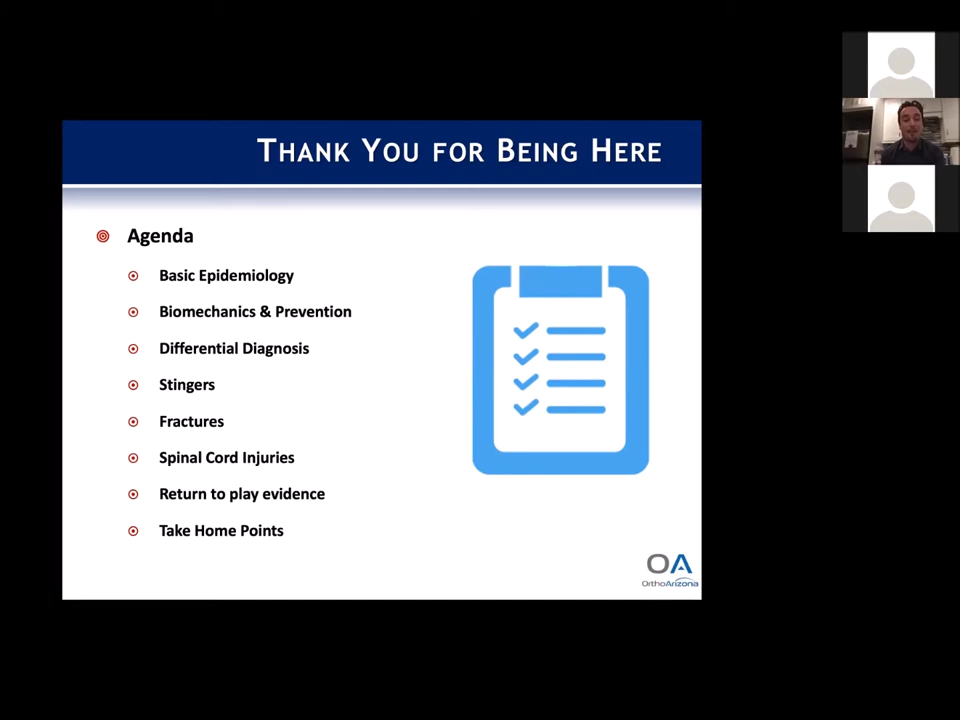 Thank You for Being Here
Agenda
Basic Epidemiology
Biomechanics & Prevention
Differential Diagnosis
Stingers
Fractures
Spinal Cord Injuries
Return to play evidence
Take Home Points
OA
OrthoArizona